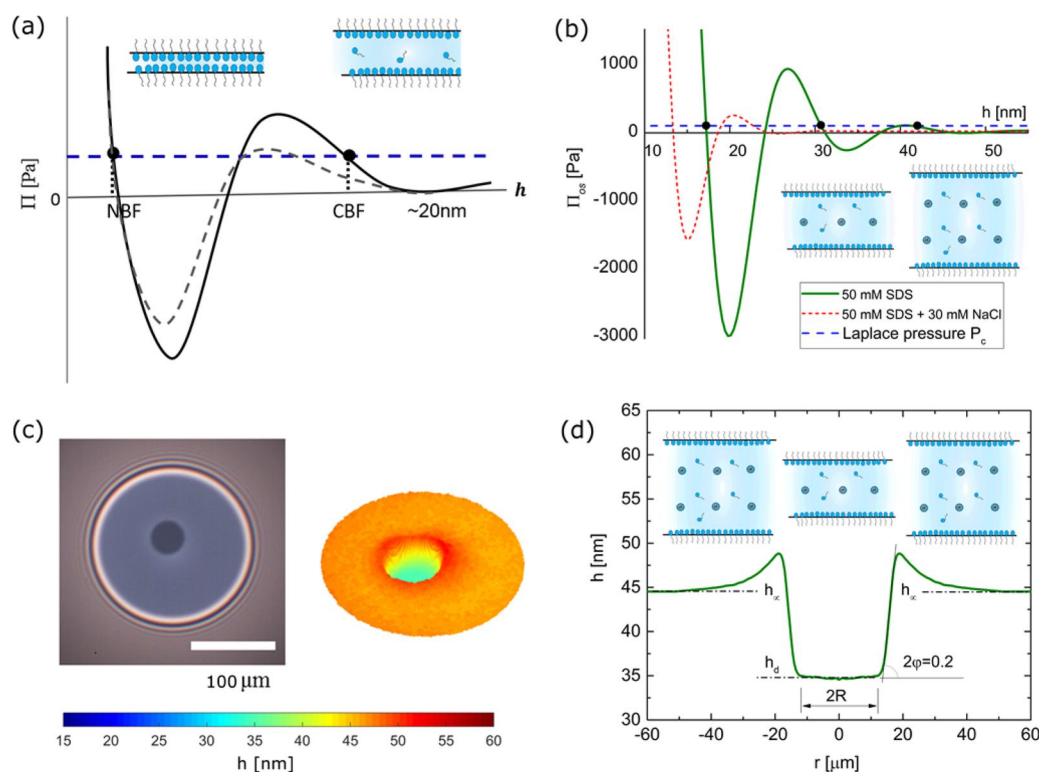 (a)
Π [Pa]
0
NBF
CBF
~20nm
h
(b)
Π_os [Pa]
1000
0
-1000
-2000
-3000
h [nm]
10 20 30 40 50
50 mM SDS
50 mM SDS + 30 mM NaCl
Laplace pressure P_c
(c)
100 μm
15 20 25 30 35 40 45 50 55 60
h [nm]
(d)
h [nm]
65
60
55
50
45
40
35
30
h∞
h∞
h_d
2φ=0.2
2R
-60 -40 -20 0 20 40 60
r [μm]